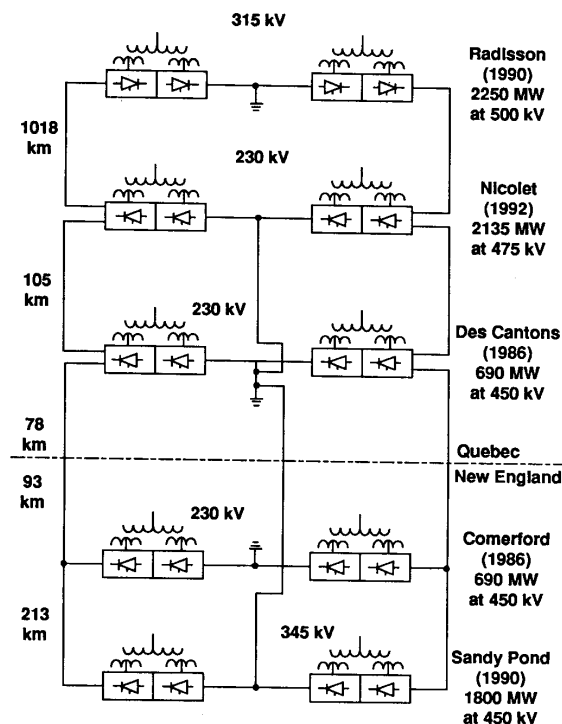 315 kV
Radisson
(1990)
2250 MW
at 500 kV
1018
km
230 kV
Nicolet
(1992)
2135 MW
at 475 kV
105
km
230 kV
Des Cantons
(1986)
690 MW
at 450 kV
78
km
Quebec
New England
93
km
230 kV
Comerford
(1986)
690 MW
at 450 kV
213
km
345 kV
Sandy Pond
(1990)
1800 MW
at 450 kV